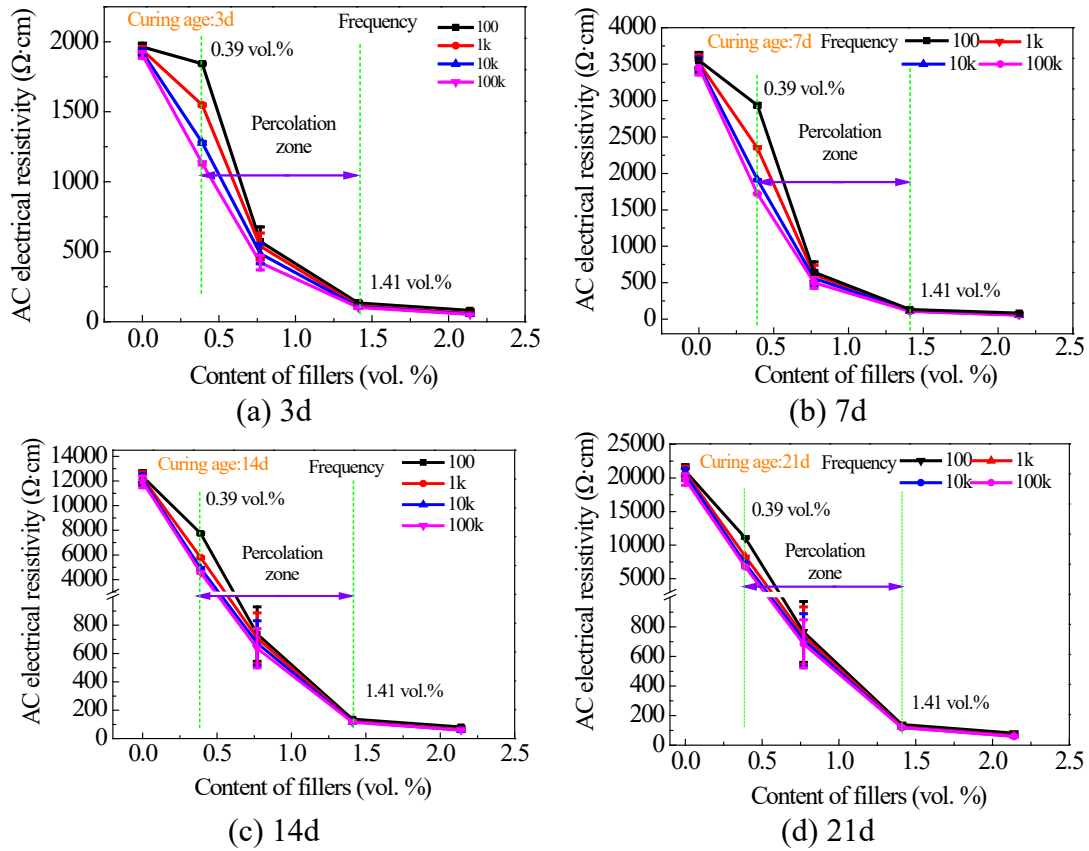 Curing age:3d
Frequency
100
1k
10k
100k
0.39 vol.%
Percolation
zone
1.41 vol.%
2000
1500
1000
500
0
AC electrical resistivity (Ω·cm)
0.0 0.5 1.0 1.5 2.0 2.5
Content of fillers (vol. %)
(a) 3d
Curing age:7d
Frequency
100
1k
10k
100k
0.39 vol.%
Percolation
zone
1.41 vol.%
4000
3500
3000
2500
2000
1500
1000
500
0
AC electrical resistivity (Ω·cm)
0.0 0.5 1.0 1.5 2.0 2.5
Content of fillers (vol. %)
(b) 7d
Curing age:14d
Frequency
100
1k
10k
100k
0.39 vol.%
Percolation
zone
1.41 vol.%
14000
12000
10000
8000
6000
4000
800
600
400
200
0
AC electrical resistivity (Ω·cm)
0.0 0.5 1.0 1.5 2.0 2.5
Content of fillers (vol. %)
(c) 14d
Curing age:21d
Frequency
100
1k
10k
100k
0.39 vol.%
Percolation
zone
1.41 vol.%
25000
20000
15000
10000
5000
800
600
400
200
0
AC electrical resistivity (Ω·cm)
0.0 0.5 1.0 1.5 2.0 2.5
Content of fillers (vol. %)
(d) 21d